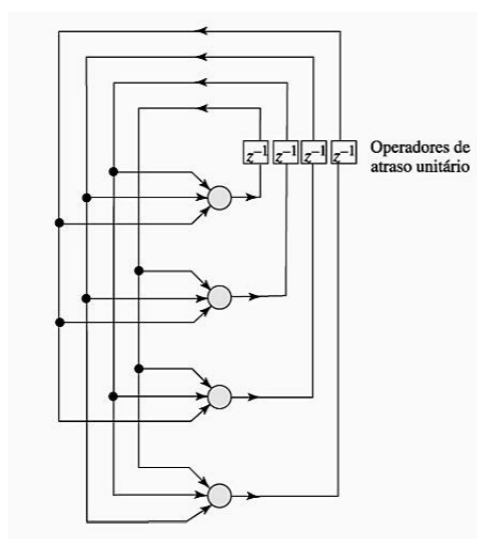 z⁻¹ z⁻¹ z⁻¹ z⁻¹
Operadores de
atraso unitário